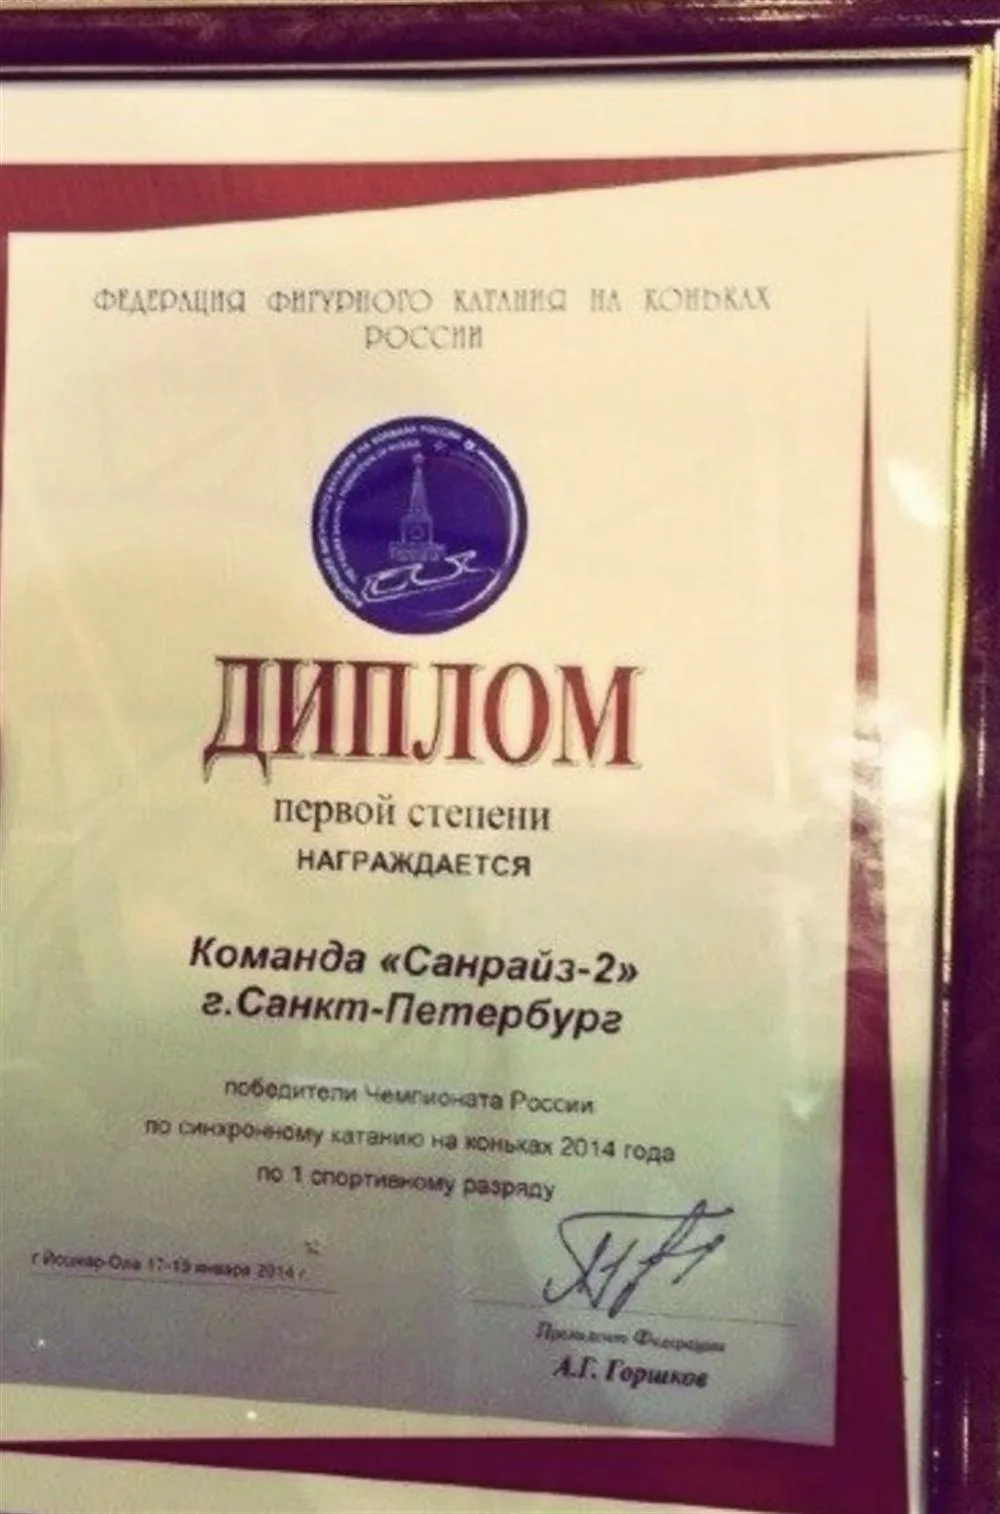 ФЕДЕРАЦИЯ ФИГУРНОГО КАТАНИЯ НА КОНЬКАХ
РОССИИ
ДИПЛОМ
первой степени
НАГРАЖДАЕТСЯ
Команда «Санрайз-2»
г.Санкт-Петербург
победители Чемпионата России
по синхронному катанию на коньках 2014 года
по 1 спортивному разряду
г Йошкар-Ола 17-19 января 2014 г.
Президент Федерации
А.Г. Горшков